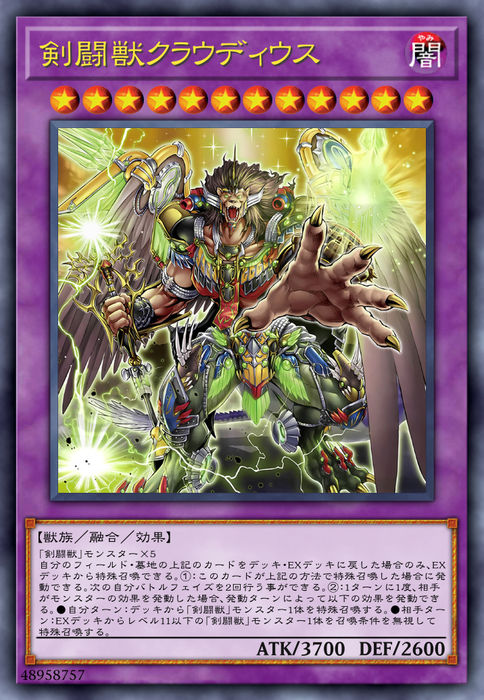 剣闘獣クラウディウス
やみ
闇
【獣族／融合／効果】
「剣闘獣」モンスター×5
自分のフィールド・墓地の上記のカードをデッキ・EXデッキに戻した場合のみ、EX
デッキから特殊召喚できる。①:このカードが上記の方法で特殊召喚した場合に発
動できる。次の自分バトルフェイズを2回行う事ができる。②:1ターンに1度、相手
がモンスターの効果を発動した場合、発動ターンによって以下の効果を発動でき
る。●自分ターン:デッキから「剣闘獣」モンスター1体を特殊召喚する。●相手ター
ン:EXデッキからレベル11以下の「剣闘獣」モンスター1体を召喚条件を無視して
特殊召喚する。
ATK/3700 DEF/2600
48958757